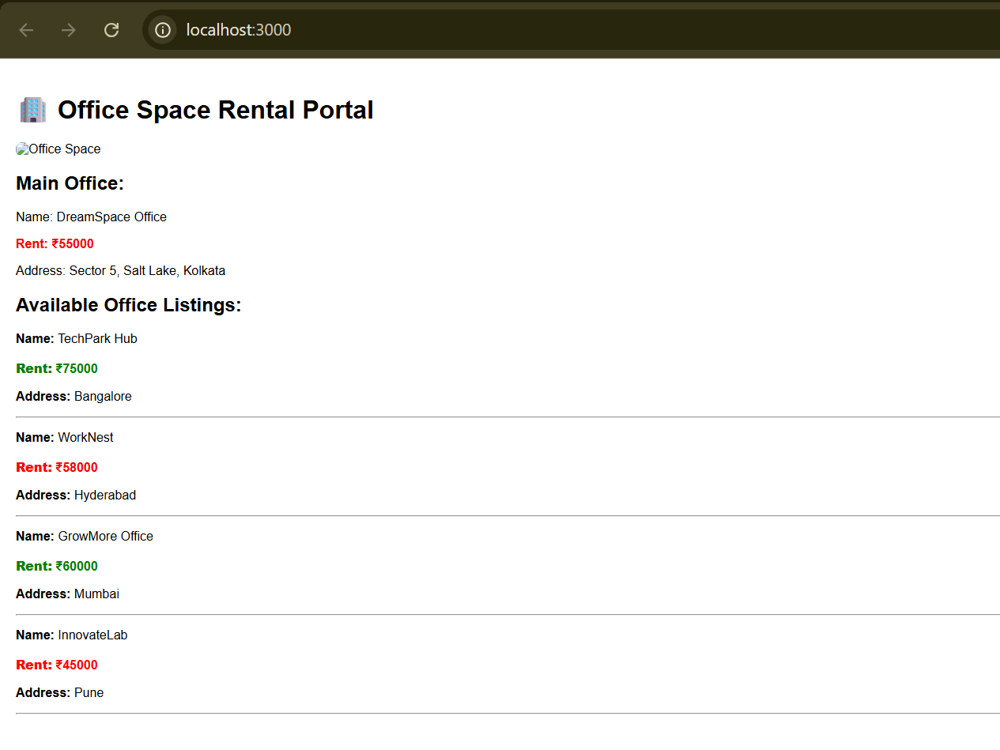 localhost:3000
Office Space Rental Portal
Office Space
Main Office:
Name: DreamSpace Office
Rent: ₹55000
Address: Sector 5, Salt Lake, Kolkata
Available Office Listings:
Name: TechPark Hub
Rent: ₹75000
Address: Bangalore
Name: WorkNest
Rent: ₹58000
Address: Hyderabad
Name: GrowMore Office
Rent: ₹60000
Address: Mumbai
Name: InnovateLab
Rent: ₹45000
Address: Pune